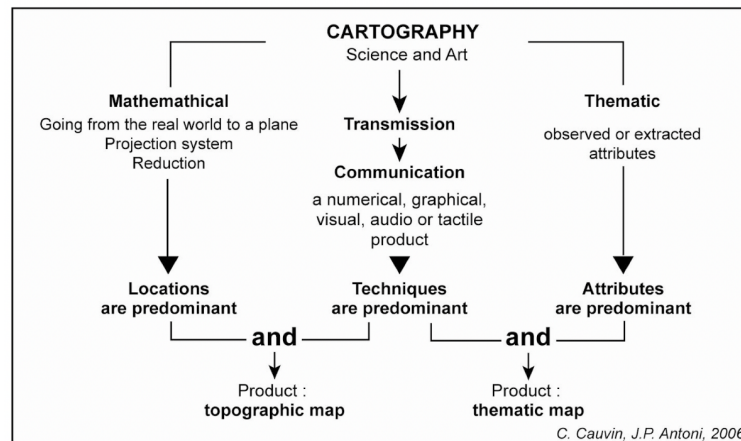 CARTOGRAPHY
Science and Art
Mathemathical
Going from the real world to a plane
Projection system
Reduction
Transmission
Communication
a numerical, graphical,
visual, audio or tactile
product
Thematic
observed or extracted
attributes
Locations
are predominant
Techniques
are predominant
Attributes
are predominant
and
and
Product :
topographic map
Product :
thematic map
C. Cauvin, J.P. Antoni, 2006